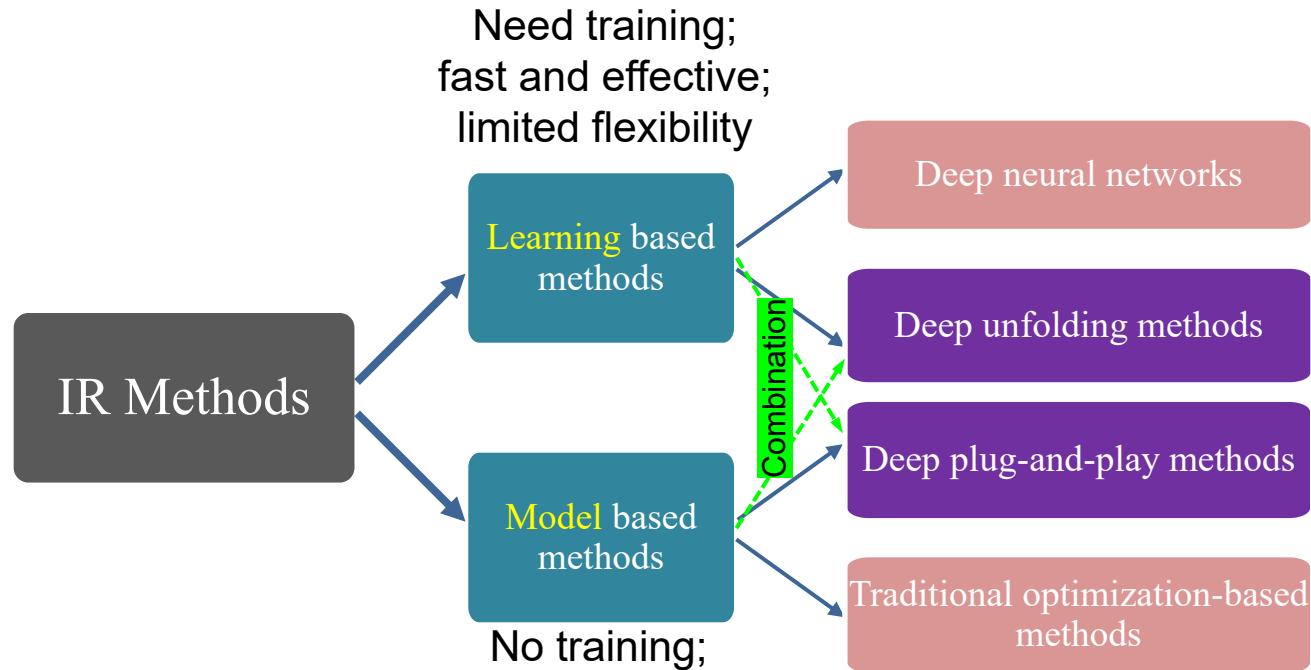 Need training;
fast and effective;
limited flexibility
IR Methods
Learning based
methods
Model based
methods
No training;
Combination
Deep neural networks
Deep unfolding methods
Deep plug-and-play methods
Traditional optimization-based
methods